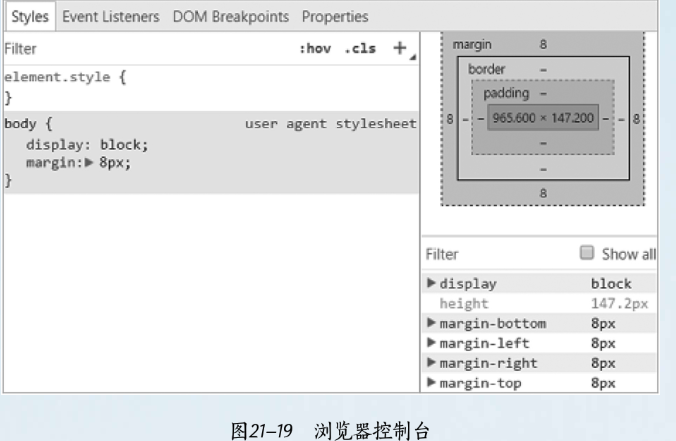 Styles Event Listeners DOM Breakpoints Properties
Filter :hov .cls +
element.style {
}
body { user agent stylesheet
display: block;
margin:▶ 8px;
}
margin 8
border –
padding –
8 – – 965.600 × 147.200 – – 8
–
–
8
Filter Show all
▶ display block
height 147.2px
▶ margin-bottom 8px
▶ margin-left 8px
▶ margin-right 8px
▶ margin-top 8px
图21–19 浏览器控制台